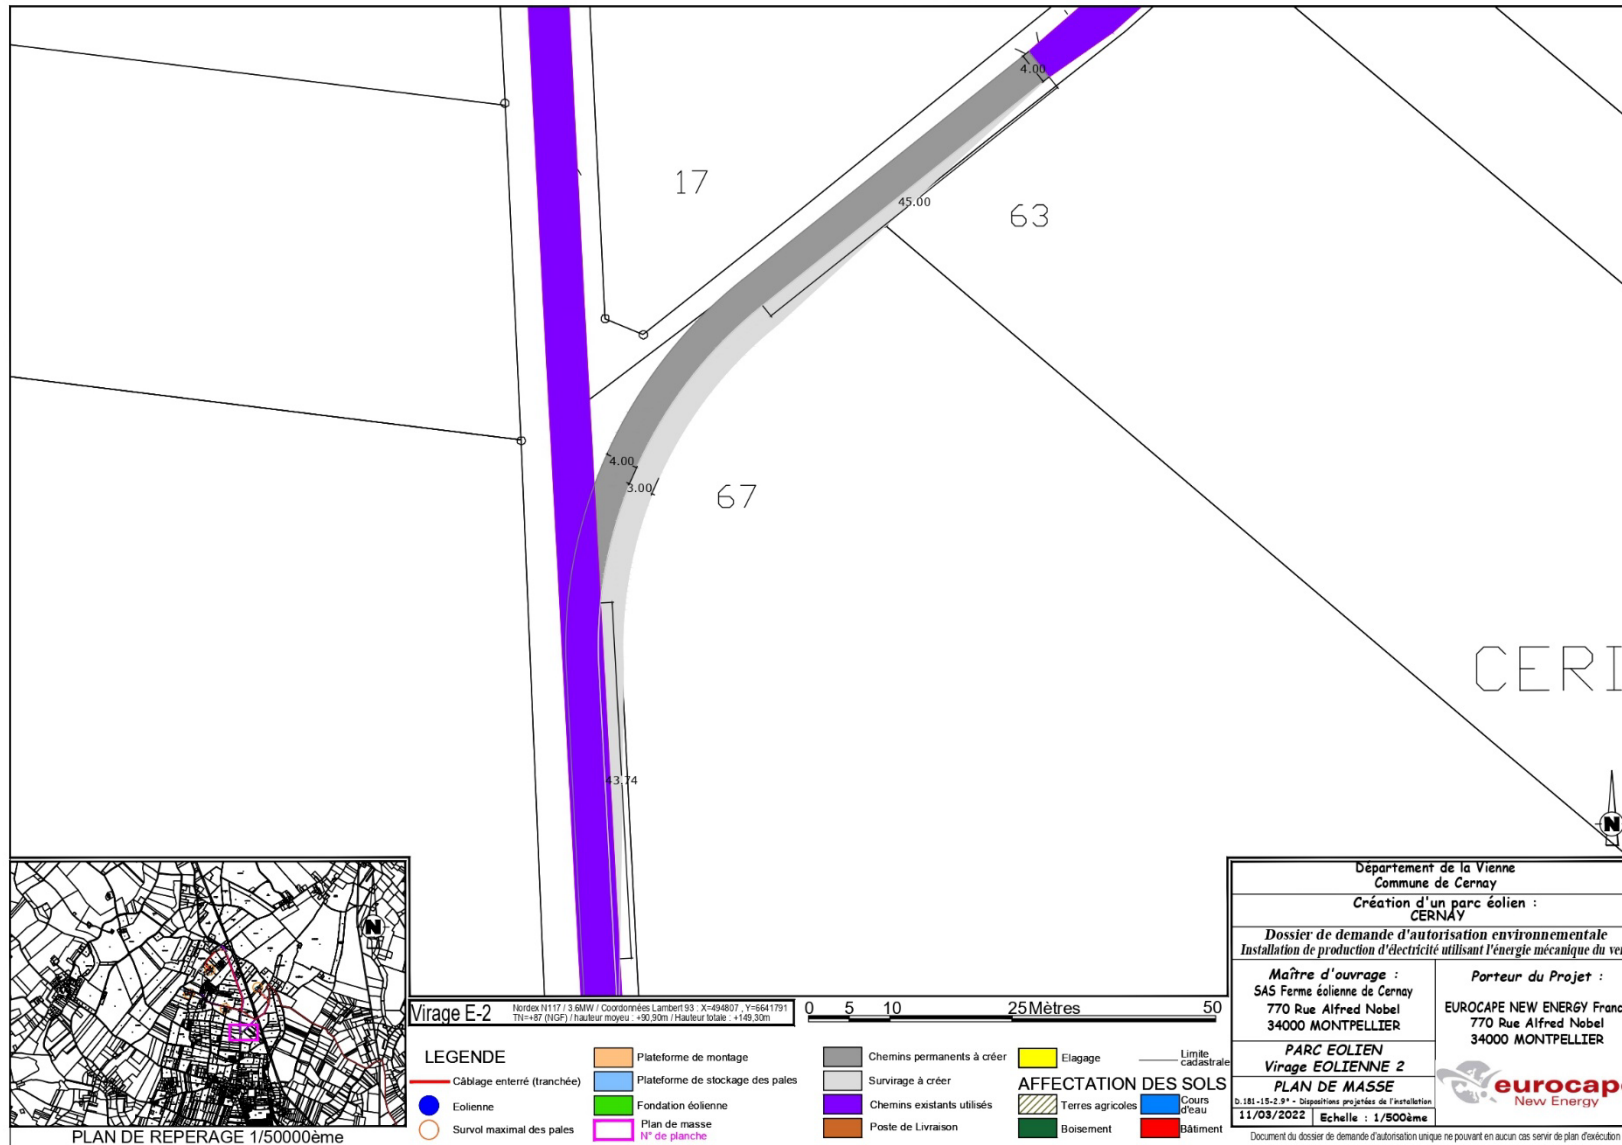 4.00
17
45.00
63
4.00
3.00
67
CERI
43.74
N
N
PLAN DE REPERAGE 1/50000ème
Virage E-2
Nordex N117 / 3.6MW / Coordonnées Lambert 93 : X=494807 , Y=6641791
TN=+87 (NGF) / hauteur moyeu : +90,90m / Hauteur totale : +149,30m
0 5 10 25 Mètres 50
LEGENDE
Câblage enterré (tranchée)
Eolienne
Survol maximal des pales
Plateforme de montage
Plateforme de stockage des pales
Fondation éolienne
Plan de masse
N° de planche
Chemins permanents à créer
Survirage à créer
Chemins existants utilisés
Poste de Livraison
Elagage
Limite
cadastrale
AFFECTATION DES SOLS
Terres agricoles
Cours
d'eau
Boisement
Bâtiment
Département de la Vienne
Commune de Cernay
Création d'un parc éolien :
CERNAY
Dossier de demande d'autorisation environnementale
Installation de production d'électricité utilisant l'énergie mécanique du ve
Maître d'ouvrage :
SAS Ferme éolienne de Cernay
770 Rue Alfred Nobel
34000 MONTPELLIER
Porteur du Projet :
EUROCAPE NEW ENERGY Franc
770 Rue Alfred Nobel
34000 MONTPELLIER
PARC EOLIEN
Virage EOLIENNE 2
PLAN DE MASSE
D.181-15-2.9° - Dispositions projetées de l'installation
11/03/2022
Echelle : 1/500ème
eurocape
New Energy
Document du dossier de demande d'autorisation unique ne pouvant en aucun cas servir de plan d'exécution